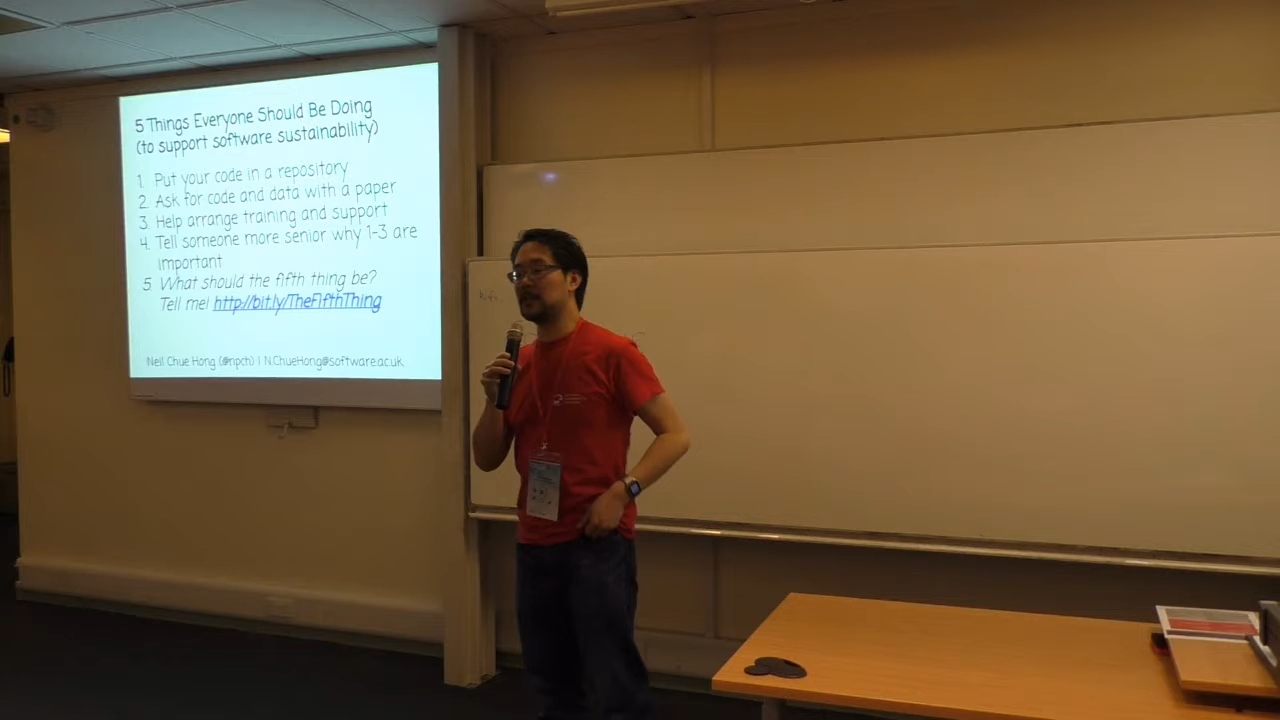 5 Things Everyone Should Be Doing
(to support software sustainability)
1. Put your code in a repository
2. Ask for code and data with a paper
3. Help arrange training and support
4. Tell someone more senior why 1-3 are
important
5. What should the fifth thing be?
Tell me! http://bit.ly/TheFifthThing
Neil Chue Hong (@npch) | N.ChueHong@software.ac.uk